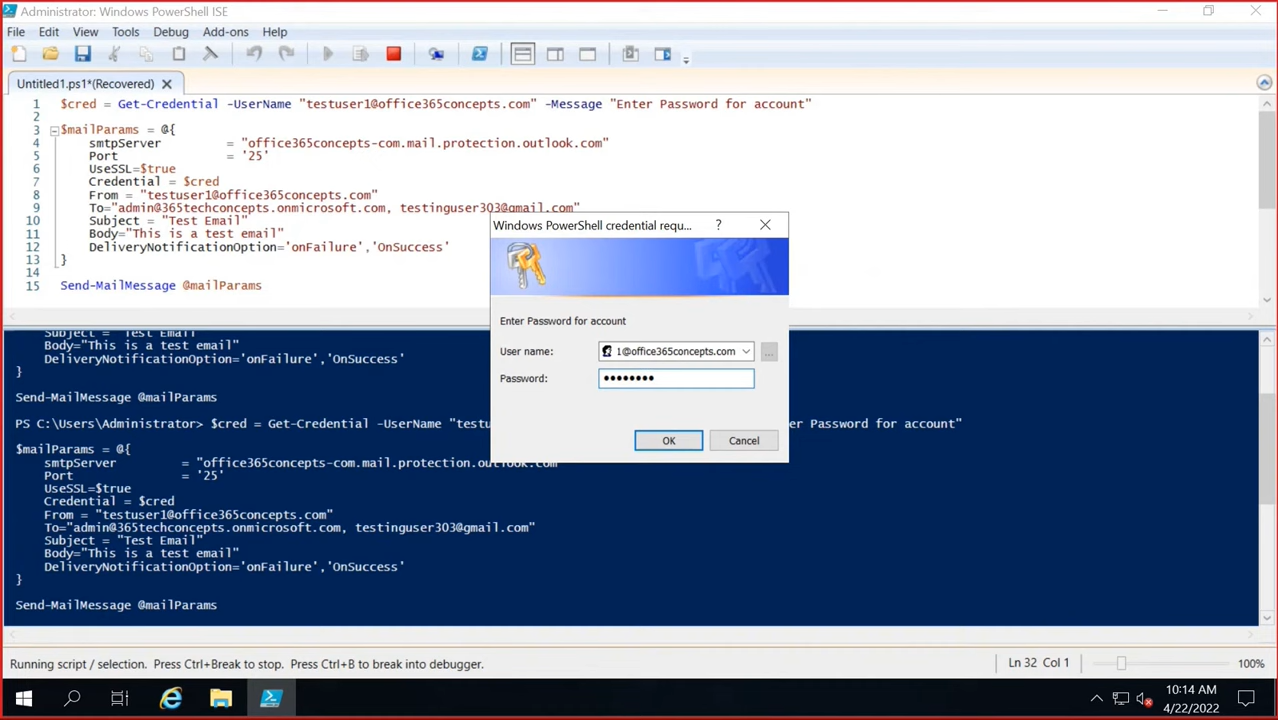 Administrator: Windows PowerShell ISE
File Edit View Tools Debug Add-ons Help
Untitled1.ps1*(Recovered)
1 $cred = Get-Credential -UserName "testuser1@office365concepts.com" -Message "Enter Password for account"
2
3 $mailParams = @{
4 smtpServer = "office365concepts-com.mail.protection.outlook.com"
5 Port = '25'
6 UseSSL=$true
7 Credential = $cred
8 From = "testuser1@office365concepts.com"
9 To="admin@365techconcepts.onmicrosoft.com, testinguser303@gmail.com"
10 Subject = "Test Email"
11 Body="This is a test email"
12 DeliveryNotificationOption='onFailure','OnSuccess'
13 }
14
15 Send-MailMessage @mailParams
Windows PowerShell credential requ...
?
Enter Password for account
User name: 1@office365concepts.com ...
Password: ●●●●●●●●
OK Cancel
Subject = "Test Email"
Body="This is a test email"
DeliveryNotificationOption='onFailure','OnSuccess'
}
Send-MailMessage @mailParams
PS C:\Users\Administrator> $cred = Get-Credential -UserName "testu er Password for account"
$mailParams = @{
smtpServer = "office365concepts-com.mail.protection.outlook.com"
Port = '25'
UseSSL=$true
Credential = $cred
From = "testuser1@office365concepts.com"
To="admin@365techconcepts.onmicrosoft.com, testinguser303@gmail.com"
Subject = "Test Email"
Body="This is a test email"
DeliveryNotificationOption='onFailure','OnSuccess'
}
Send-MailMessage @mailParams
Running script / selection. Press Ctrl+Break to stop. Press Ctrl+B to break into debugger.
Ln 32 Col 1
100%
10:14 AM
4/22/2022